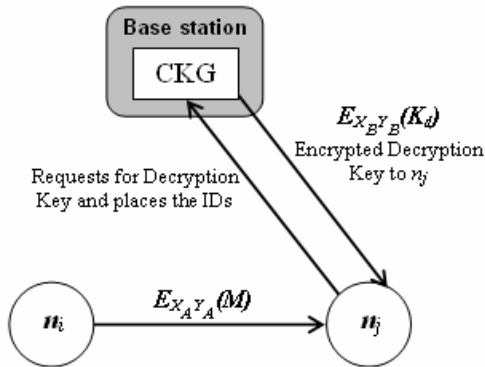 Base station
CKG
E_{X_B Y_B}(K_d)
Encrypted Decryption
Key to n_j
Requests for Decryption
Key and places the IDs
E_{X_A Y_A}(M)
n_i
n_j